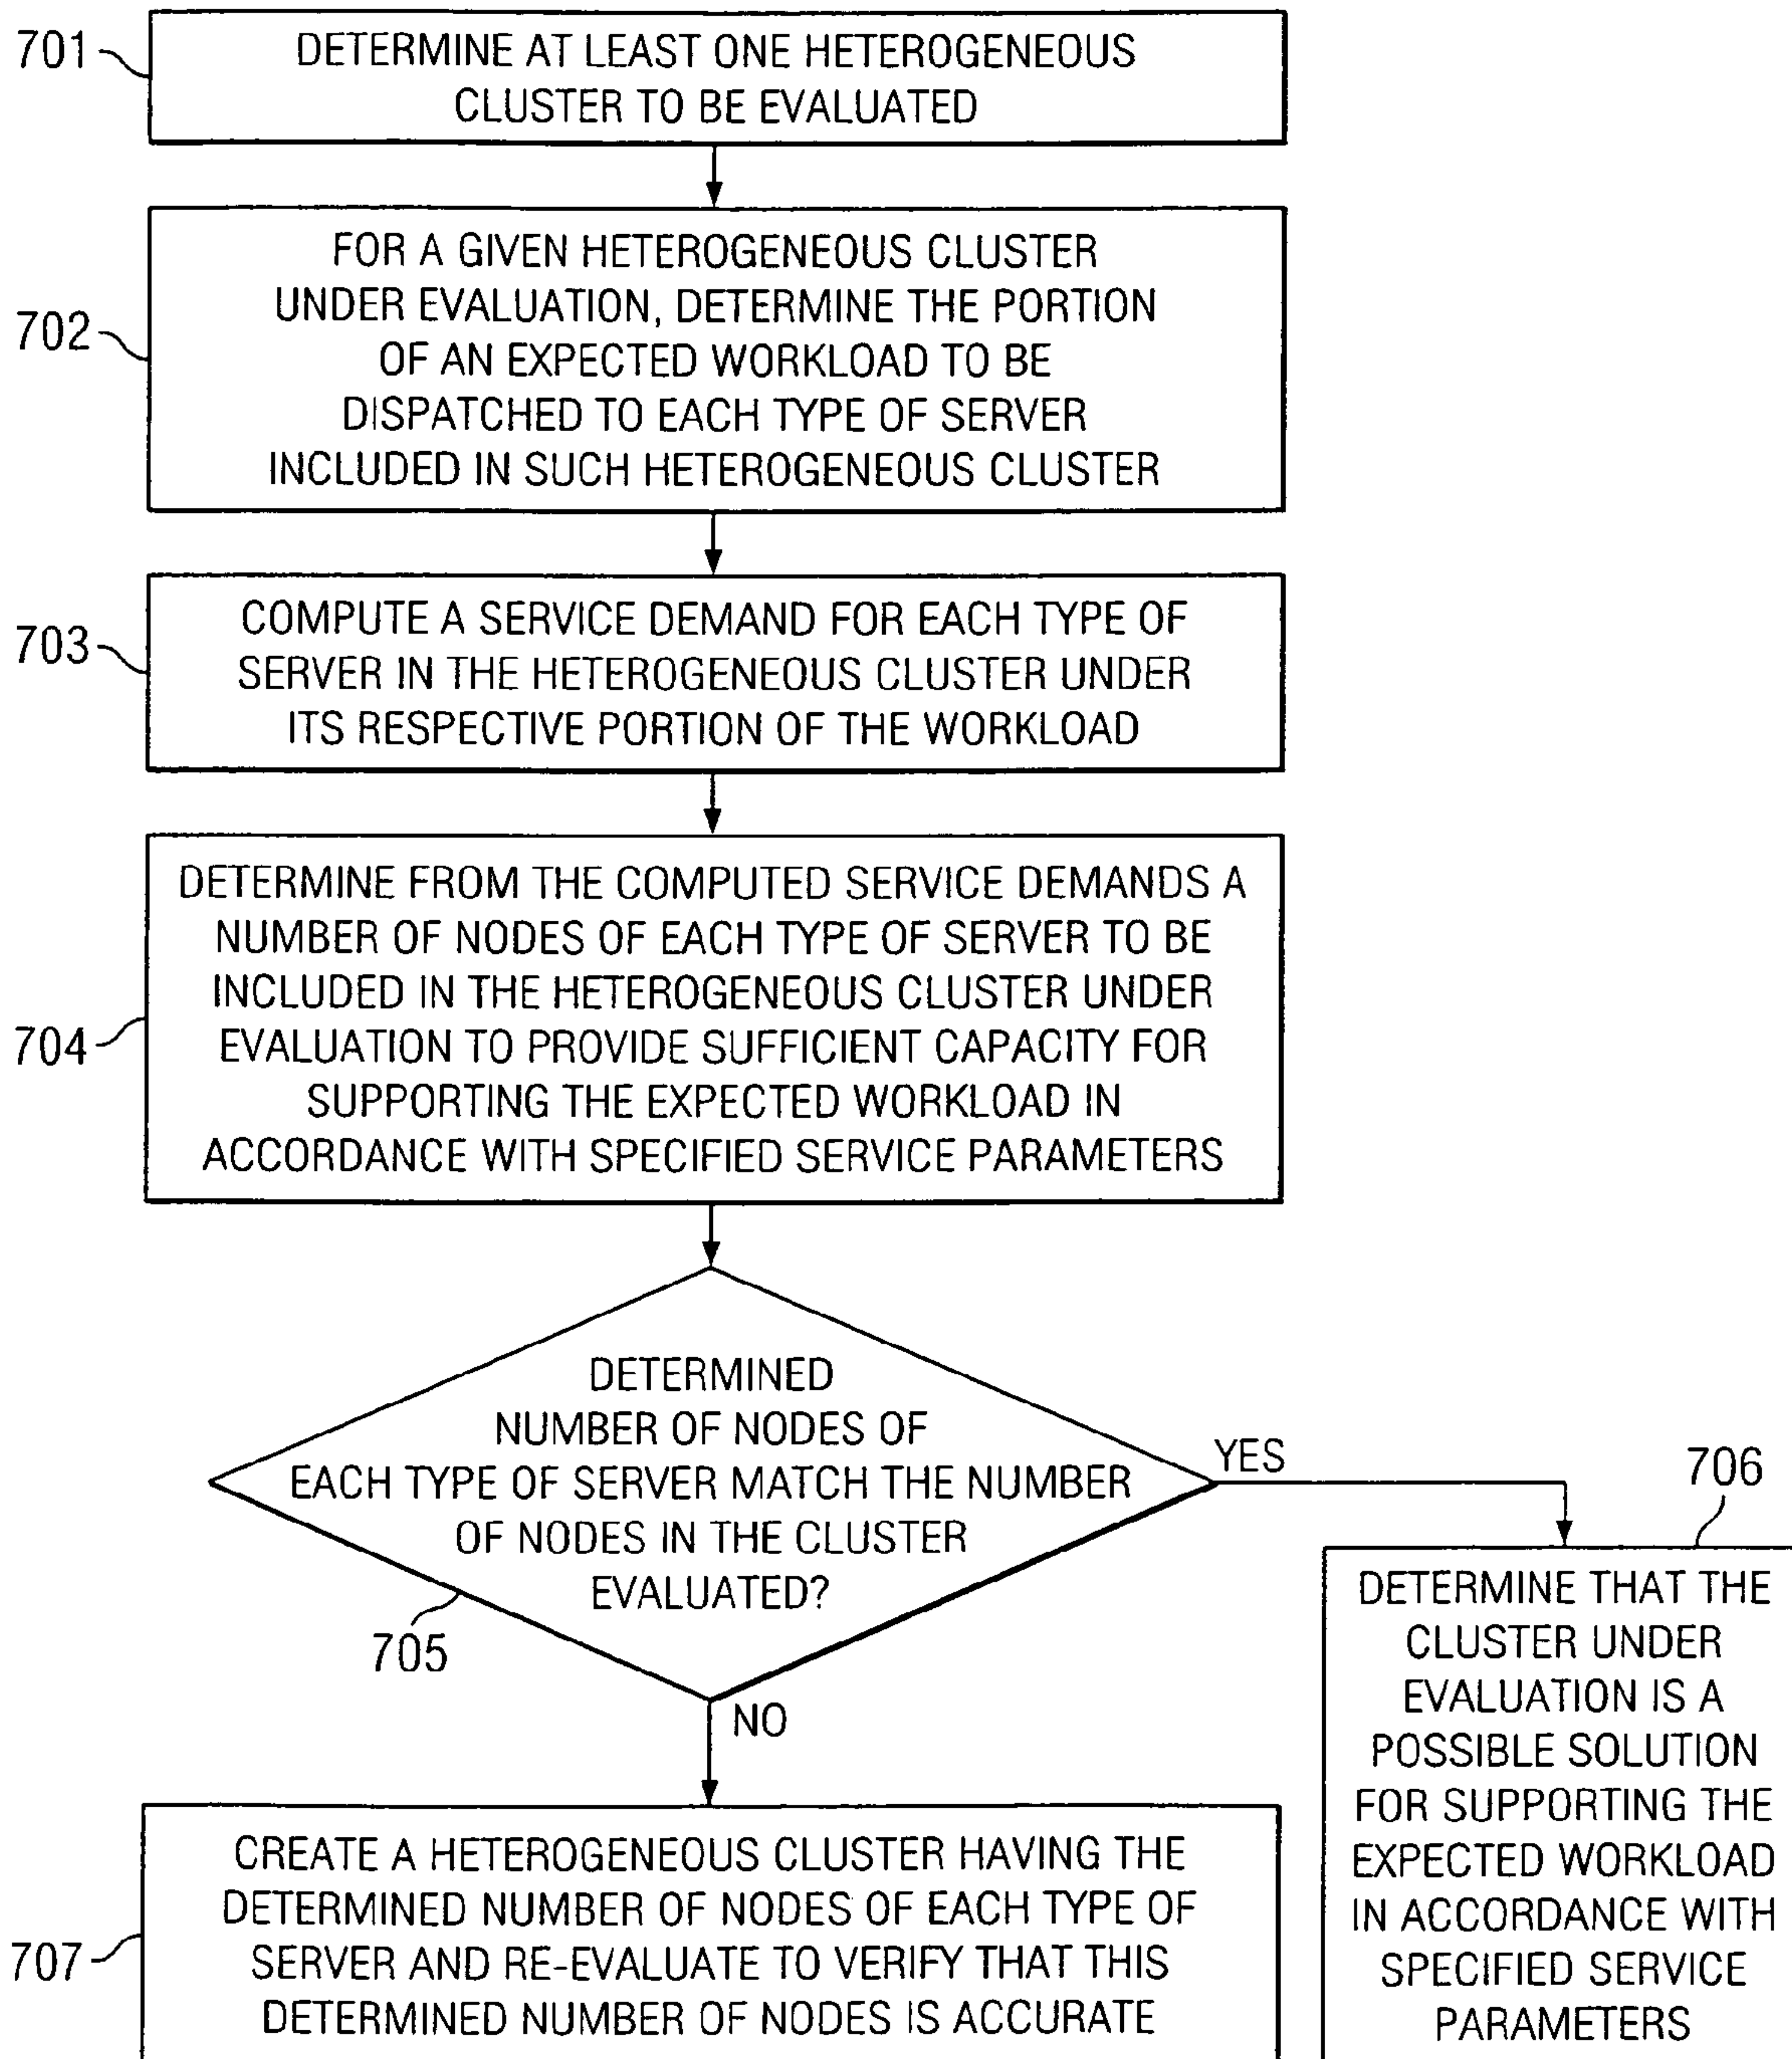 701
DETERMINE AT LEAST ONE HETEROGENEOUS
CLUSTER TO BE EVALUATED
702
FOR A GIVEN HETEROGENEOUS CLUSTER
UNDER EVALUATION, DETERMINE THE PORTION
OF AN EXPECTED WORKLOAD TO BE
DISPATCHED TO EACH TYPE OF SERVER
INCLUDED IN SUCH HETEROGENEOUS CLUSTER
703
COMPUTE A SERVICE DEMAND FOR EACH TYPE OF
SERVER IN THE HETEROGENEOUS CLUSTER UNDER
ITS RESPECTIVE PORTION OF THE WORKLOAD
704
DETERMINE FROM THE COMPUTED SERVICE DEMANDS A
NUMBER OF NODES OF EACH TYPE OF SERVER TO BE
INCLUDED IN THE HETEROGENEOUS CLUSTER UNDER
EVALUATION TO PROVIDE SUFFICIENT CAPACITY FOR
SUPPORTING THE EXPECTED WORKLOAD IN
ACCORDANCE WITH SPECIFIED SERVICE PARAMETERS
DETERMINED
NUMBER OF NODES OF
EACH TYPE OF SERVER MATCH THE NUMBER
OF NODES IN THE CLUSTER
EVALUATED?
705
YES
NO
706
DETERMINE THAT THE
CLUSTER UNDER
EVALUATION IS A
POSSIBLE SOLUTION
FOR SUPPORTING THE
EXPECTED WORKLOAD
IN ACCORDANCE WITH
SPECIFIED SERVICE
PARAMETERS
707
CREATE A HETEROGENEOUS CLUSTER HAVING THE
DETERMINED NUMBER OF NODES OF EACH TYPE OF
SERVER AND RE-EVALUATE TO VERIFY THAT THIS
DETERMINED NUMBER OF NODES IS ACCURATE